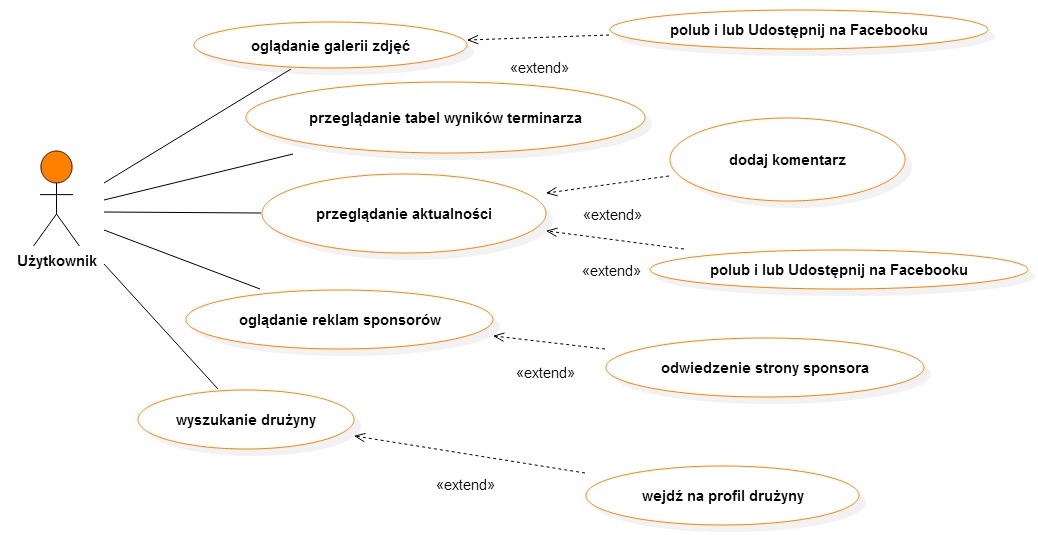 oglądanie galerii zdjęć
polub i lub Udostępnij na Facebooku
«extend»
przeglądanie tabel wyników terminarza
dodaj komentarz
przeglądanie aktualności
«extend»
Użytkownik
polub i lub Udostępnij na Facebooku
«extend»
oglądanie reklam sponsorów
odwiedzenie strony sponsora
«extend»
wyszukanie drużyny
«extend»
wejdź na profil drużyny